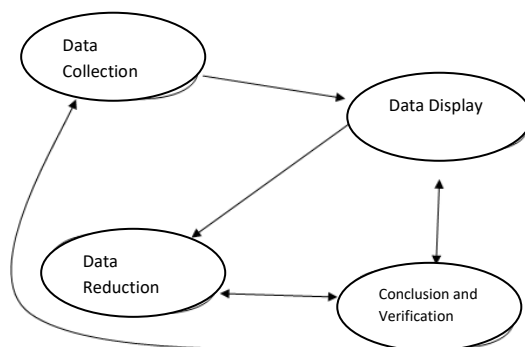 Data
Collection
Data Display
Data
Reduction
Conclusion and
Verification